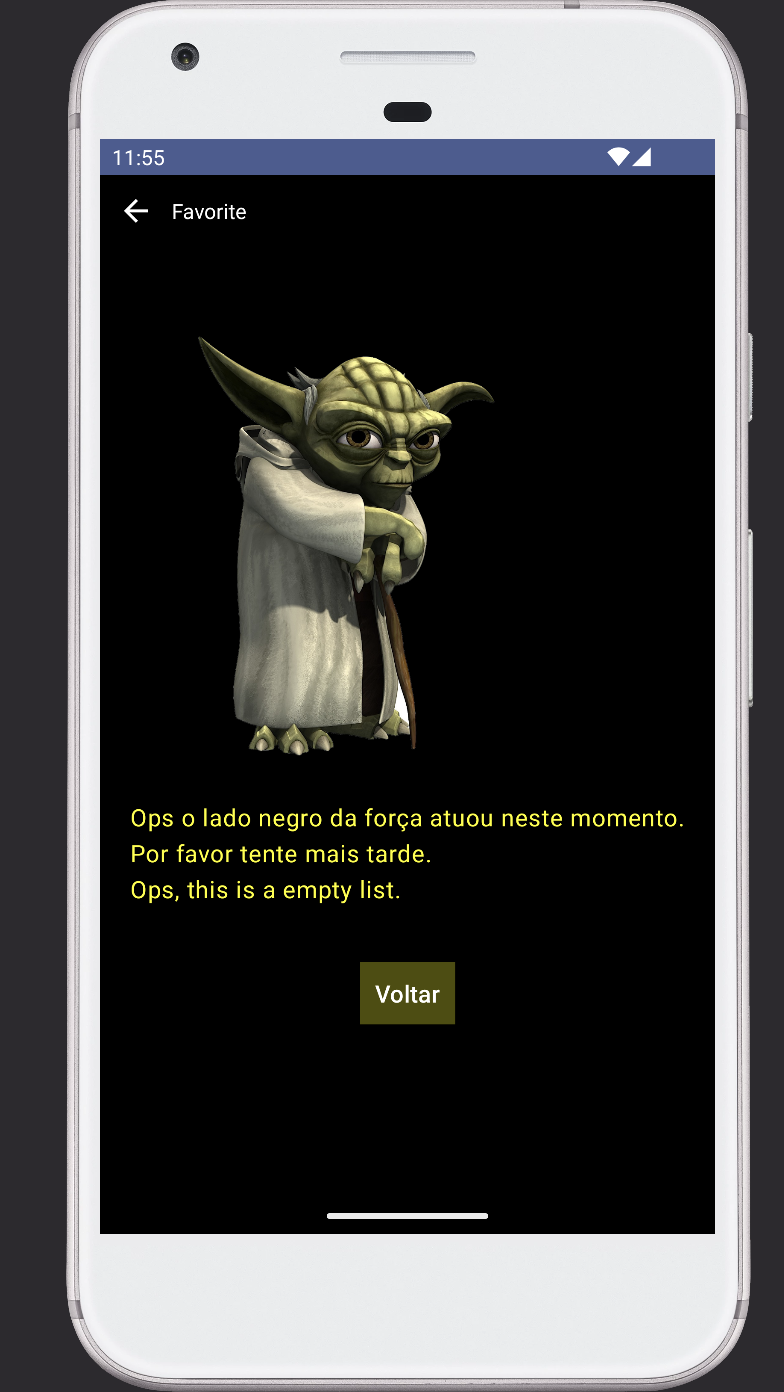 11:55
Favorite
Ops o lado negro da força atuou neste momento.
Por favor tente mais tarde.
Ops, this is a empty list.
Voltar